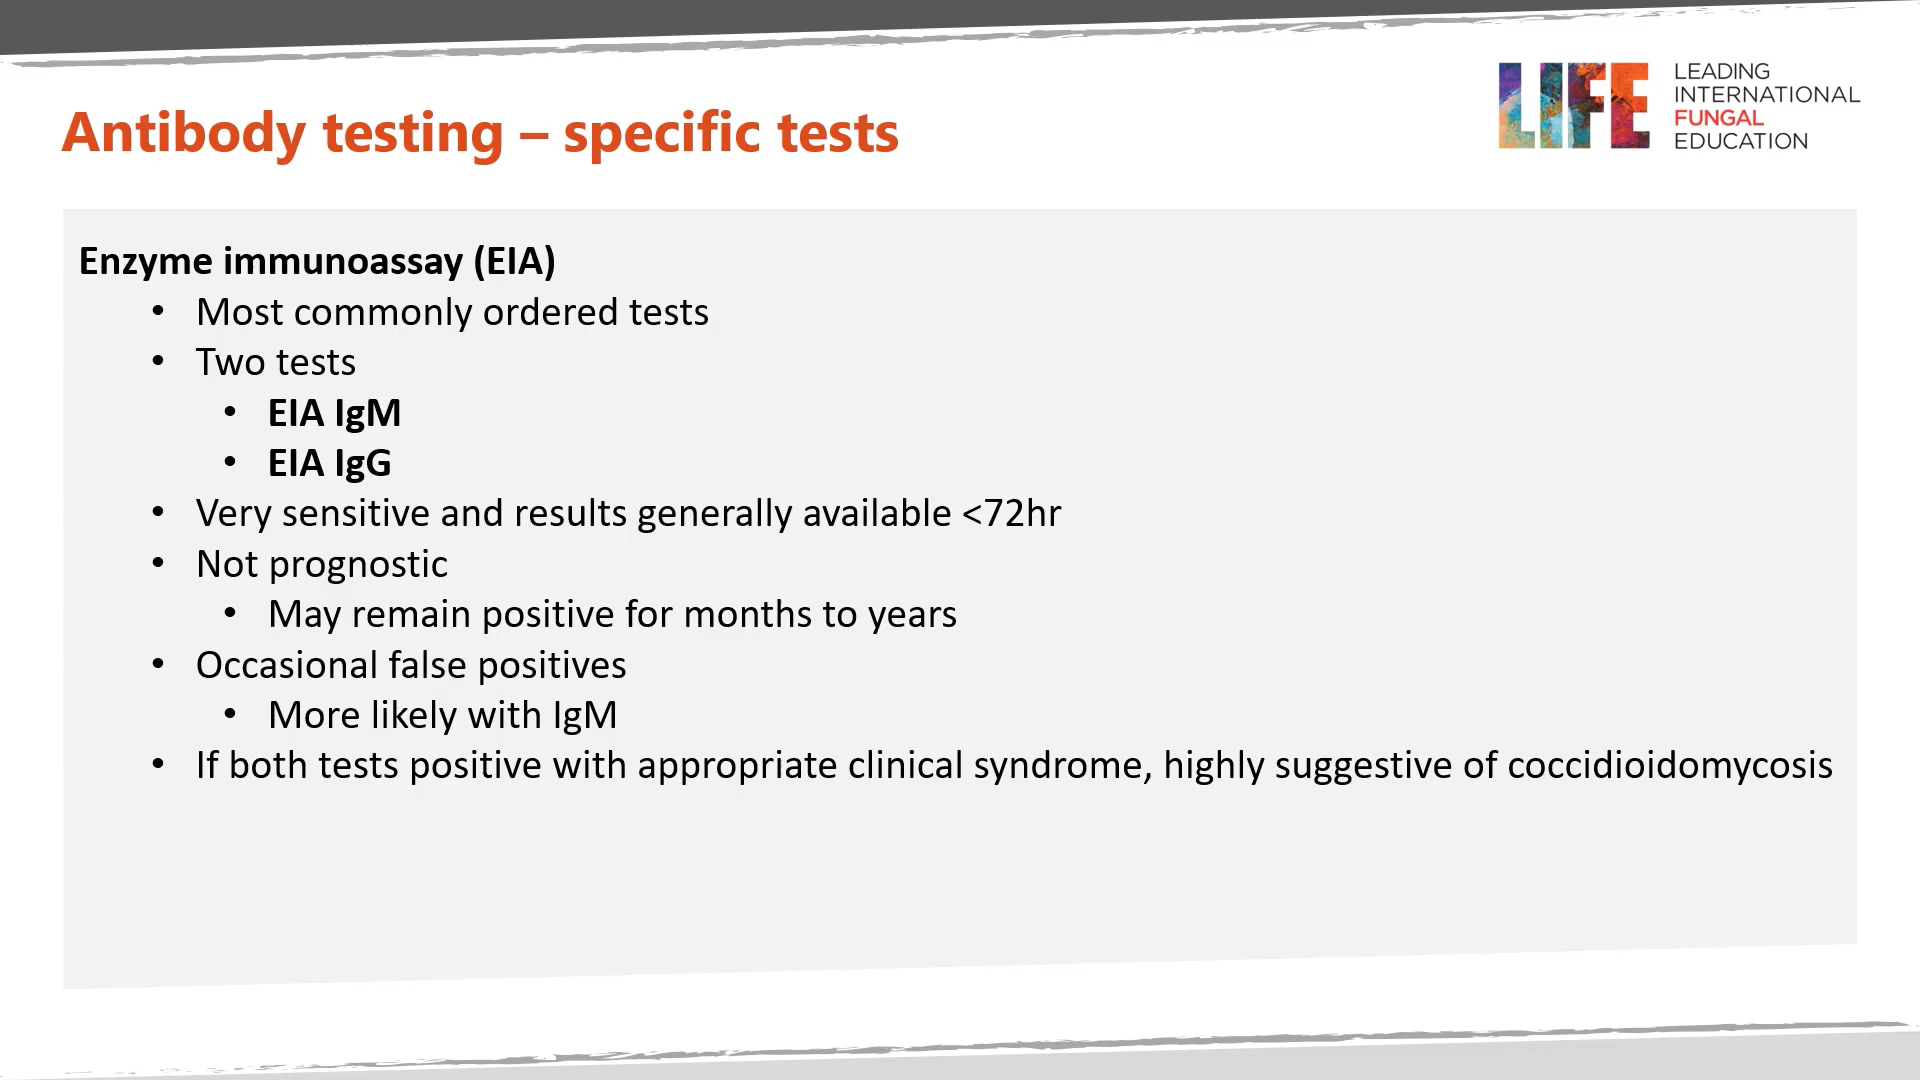 LIFE
LEADING
INTERNATIONAL
FUNGAL
EDUCATION
Antibody testing – specific tests
Enzyme immunoassay (EIA)
• Most commonly ordered tests
• Two tests
• EIA IgM
• EIA IgG
• Very sensitive and results generally available <72hr
• Not prognostic
• May remain positive for months to years
• Occasional false positives
• More likely with IgM
• If both tests positive with appropriate clinical syndrome, highly suggestive of coccidioidomycosis